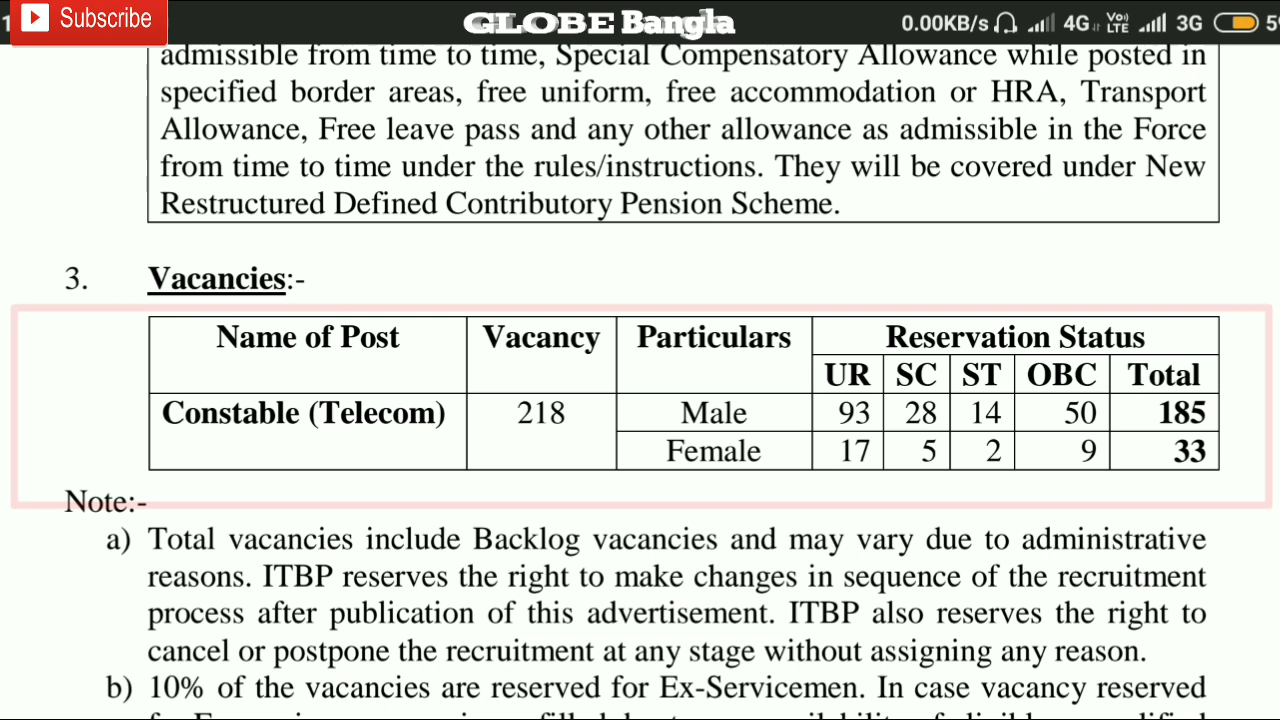 1 Subscribe GLOBE Bangla 0.00KB/s 4G Vo)) LTE 3G 5
admissible from time to time, Special Compensatory Allowance while posted in
specified border areas, free uniform, free accommodation or HRA, Transport
Allowance, Free leave pass and any other allowance as admissible in the Force
from time to time under the rules/instructions. They will be covered under New
Restructured Defined Contributory Pension Scheme.
3. Vacancies:-
Name of Post Vacancy Particulars Reservation Status
UR SC ST OBC Total
Constable (Telecom) 218 Male 93 28 14 50 185
Female 17 5 2 9 33
Note:-
a) Total vacancies include Backlog vacancies and may vary due to administrative
reasons. ITBP reserves the right to make changes in sequence of the recruitment
process after publication of this advertisement. ITBP also reserves the right to
cancel or postpone the recruitment at any stage without assigning any reason.
b) 10% of the vacancies are reserved for Ex-Servicemen. In case vacancy reserved